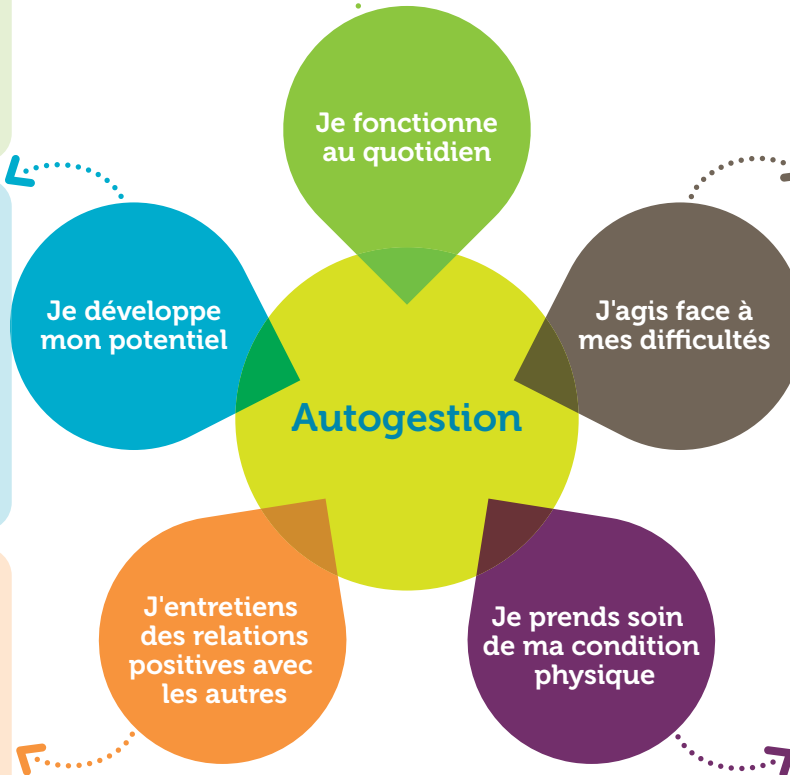 Je fonctionne
au quotidien
Je développe
mon potentiel
J'agis face à
mes difficultés
Autogestion
J'entretiens
des relations
positives avec
les autres
Je prends soin
de ma condition
physique